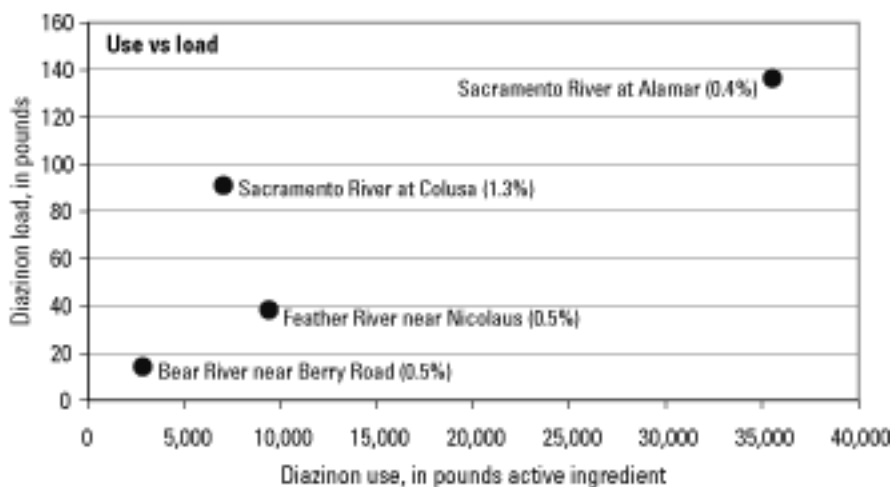 Use vs load
160
140
120
100
80
60
40
20
0
Diazinon load, in pounds
Sacramento River at Alamar (0.4%)
Sacramento River at Colusa (1.3%)
Feather River near Nicolaus (0.5%)
Bear River near Berry Road (0.5%)
0 5,000 10,000 15,000 20,000 25,000 30,000 35,000 40,000
Diazinon use, in pounds active ingredient